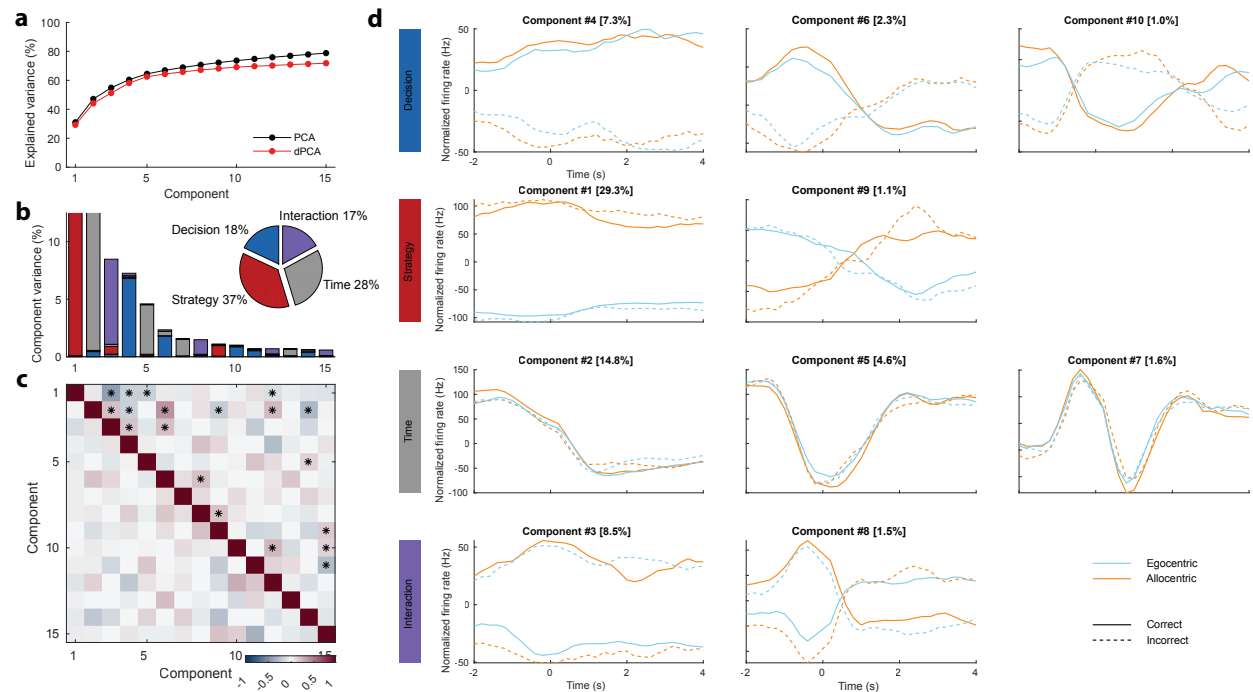 a
Explained variance (%)
100
80
60
40
20
0
PCA
dPCA
1
5
10
15
Component
b
Component variance (%)
10
5
0
Interaction 17%
Decision 18%
Time 28%
Strategy 37%
1
5
10
15
c
Component
1
5
10
15
1
5
10
15
Component
-1
-0.5
0
0.5
1
d
Decision
Component #4 [7.3%]
Normalized firing rate (Hz)
50
0
-50
-2
0
2
4
Time (s)
Component #6 [2.3%]
Component #10 [1.0%]
Strategy
Component #1 [29.3%]
Normalized firing rate (Hz)
100
50
0
-50
-100
Component #9 [1.1%]
Time
Component #2 [14.8%]
Normalized firing rate (Hz)
150
100
50
0
-50
-100
Component #5 [4.6%]
Component #7 [1.6%]
Interaction
Component #3 [8.5%]
Normalized firing rate (Hz)
50
0
-50
-2
0
2
4
Time (s)
Component #8 [1.5%]
-2
0
2
4
Time (s)
Egocentric
Allocentric
Correct
Incorrect